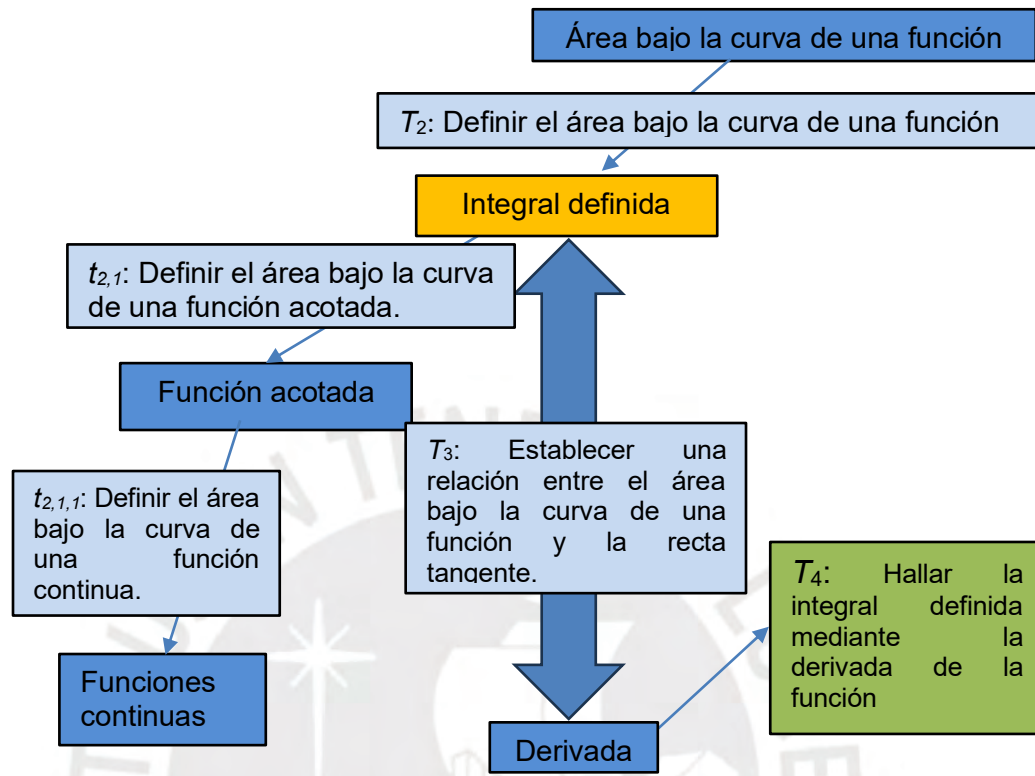 Área bajo la curva de una función
T2: Definir el área bajo la curva de una función
Integral definida
t2,1: Definir el área bajo la curva
de una función acotada.
Función acotada
T3: Establecer una
relación entre el área
bajo la curva de una
función y la recta
tangente.
t2,1,1: Definir el área
bajo la curva de
una función
continua.
T4: Hallar la
integral definida
mediante la
derivada de la
función
Funciones
continuas
Derivada